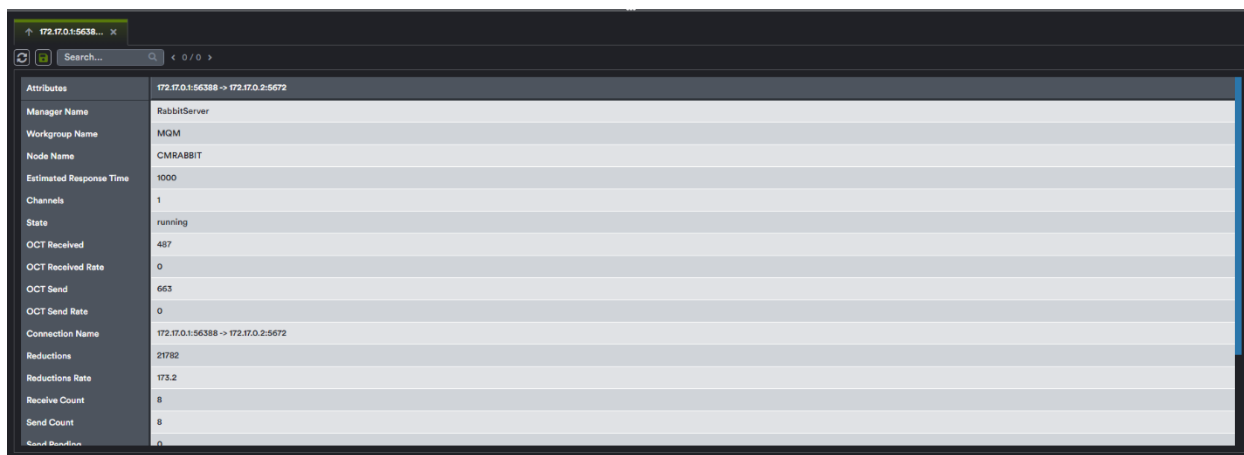 172.17.0.1:5638...
Search... 0 / 0
Attributes 172.17.0.1:56388 -> 172.17.0.2:5672
Manager Name RabbitServer
Workgroup Name MQM
Node Name CMRABBIT
Estimated Response Time 1000
Channels 1
State running
OCT Received 487
OCT Received Rate 0
OCT Send 663
OCT Send Rate 0
Connection Name 172.17.0.1:56388 -> 172.17.0.2:5672
Reductions 21782
Reductions Rate 173.2
Receive Count 8
Send Count 8
Send Pending 0